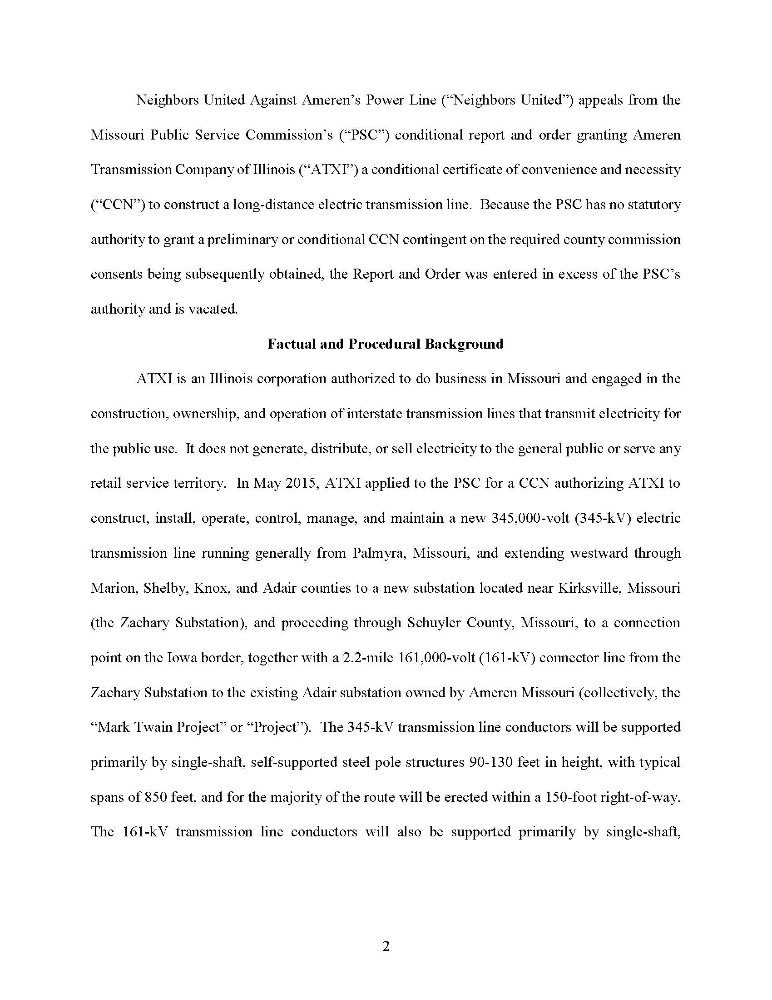 Neighbors United Against Ameren’s Power Line (“Neighbors United”) appeals from the
Missouri Public Service Commission’s (“PSC”) conditional report and order granting Ameren
Transmission Company of Illinois (“ATXI”) a conditional certificate of convenience and necessity
(“CCN”) to construct a long-distance electric transmission line.  Because the PSC has no statutory
authority to grant a preliminary or conditional CCN contingent on the required county commission
consents being subsequently obtained, the Report and Order was entered in excess of the PSC’s
authority and is vacated.
Factual and Procedural Background
ATXI is an Illinois corporation authorized to do business in Missouri and engaged in the
construction, ownership, and operation of interstate transmission lines that transmit electricity for
the public use.  It does not generate, distribute, or sell electricity to the general public or serve any
retail service territory.  In May 2015, ATXI applied to the PSC for a CCN authorizing ATXI to
construct, install, operate, control, manage, and maintain a new 345,000-volt (345-kV) electric
transmission line running generally from Palmyra, Missouri, and extending westward through
Marion, Shelby, Knox, and Adair counties to a new substation located near Kirksville, Missouri
(the Zachary Substation), and proceeding through Schuyler County, Missouri, to a connection
point on the Iowa border, together with a 2.2-mile 161,000-volt (161-kV) connector line from the
Zachary Substation to the existing Adair substation owned by Ameren Missouri (collectively, the
“Mark Twain Project” or “Project”).  The 345-kV transmission line conductors will be supported
primarily by single-shaft, self-supported steel pole structures 90-130 feet in height, with typical
spans of 850 feet, and for the majority of the route will be erected within a 150-foot right-of-way.
The 161-kV transmission line conductors will also be supported primarily by single-shaft,
2